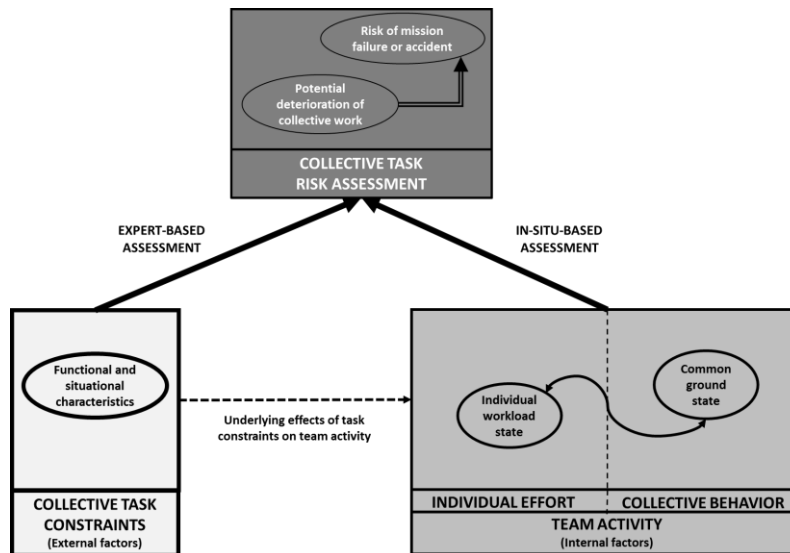 Risk of mission
failure or accident
Potential
deterioration of
collective work
COLLECTIVE TASK
RISK ASSESSMENT
EXPERT-BASED
ASSESSMENT
IN-SITU-BASED
ASSESSMENT
Functional and
situational
characteristics
Underlying effects of task
constraints on team activity
Individual
workload
state
Common
ground
state
COLLECTIVE TASK
CONSTRAINTS
(External factors)
INDIVIDUAL EFFORT
COLLECTIVE BEHAVIOR
TEAM ACTIVITY
(Internal factors)